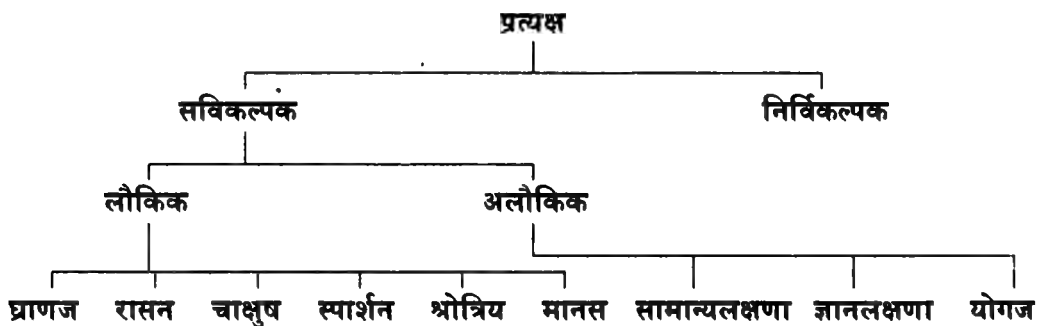 प्रत्यक्ष
सविकल्पक निर्विकल्पक
लौकिक अलौकिक
घ्राणज रासन चाक्षुष स्पार्शन श्रोत्रिय मानस सामान्यलक्षणा ज्ञानलक्षणा योगज